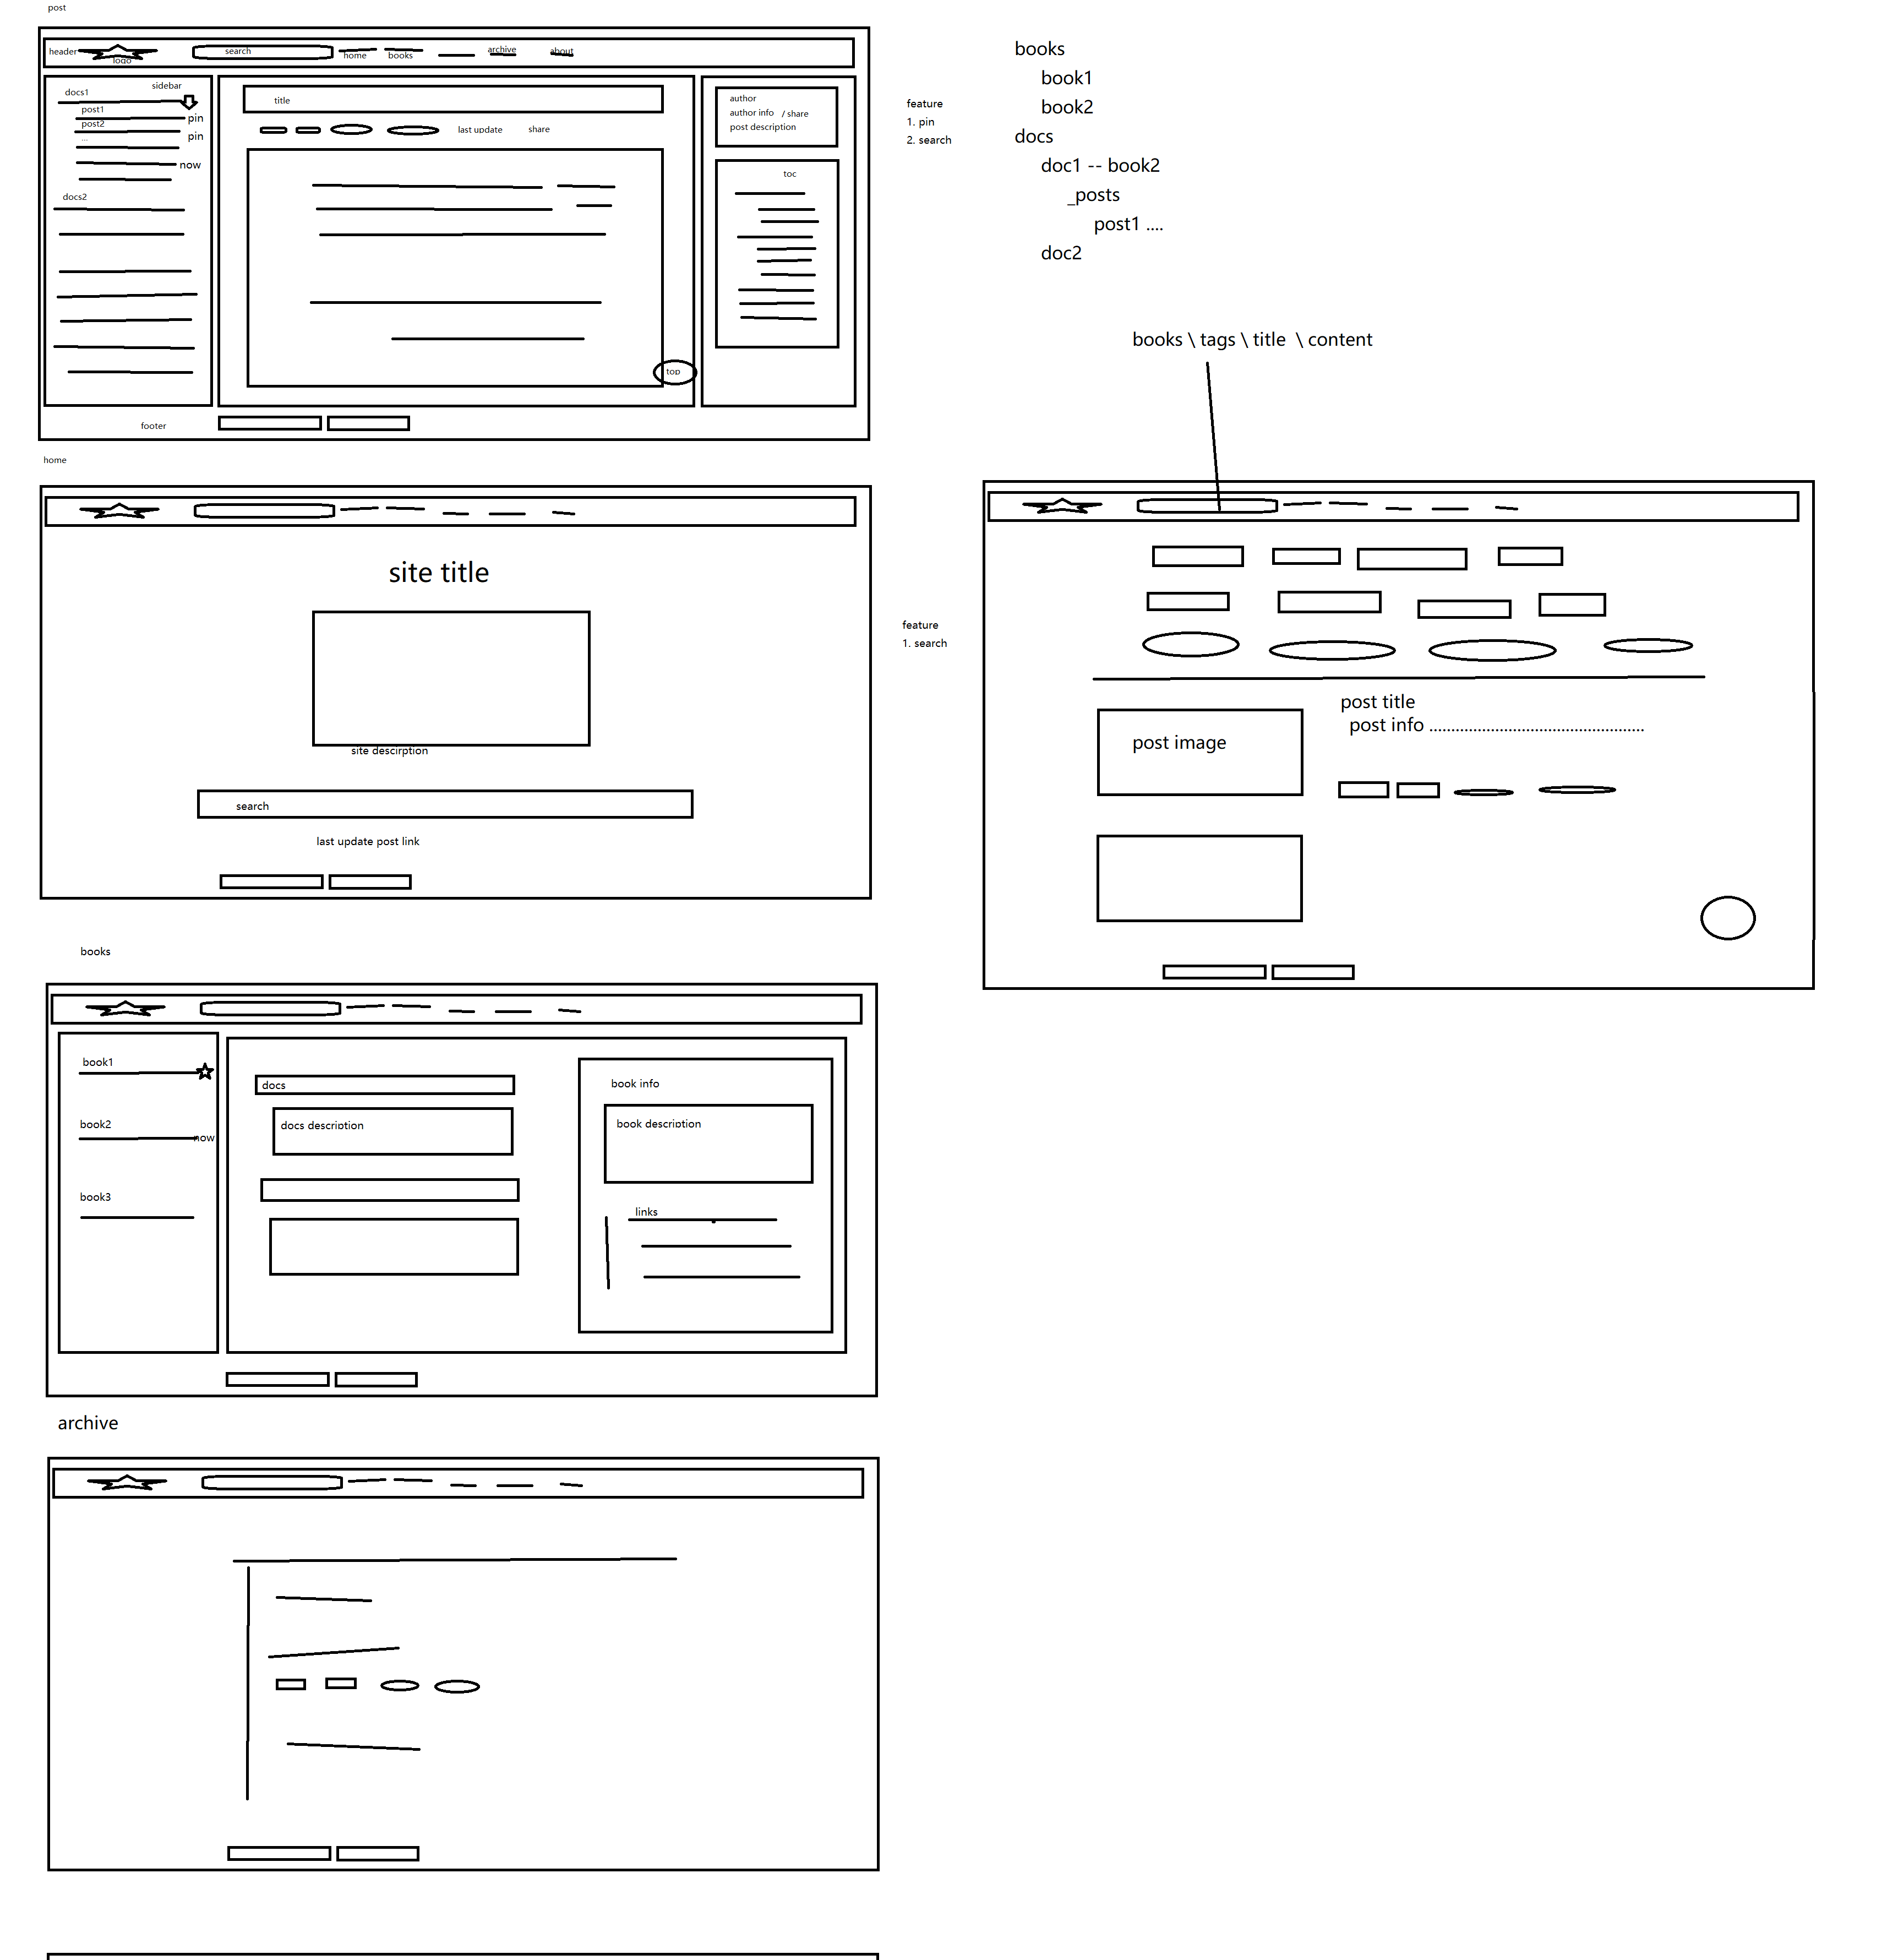 post
header
logo
search
home
books
archive
about
sidebar
docs1
post1
pin
post2
pin
...
now
docs2
title
last update
share
author
author info / share
post description
toc
top
footer
feature
1. pin
2. search
books
book1
book2
docs
doc1 -- book2
_posts
post1 ....
doc2
books \ tags \ title \ content
home
site title
site descirption
search
last update post link
feature
1. search
post title
post info ................................................
post image
books
book1
book2
now
book3
docs
docs description
book info
book description
links
archive